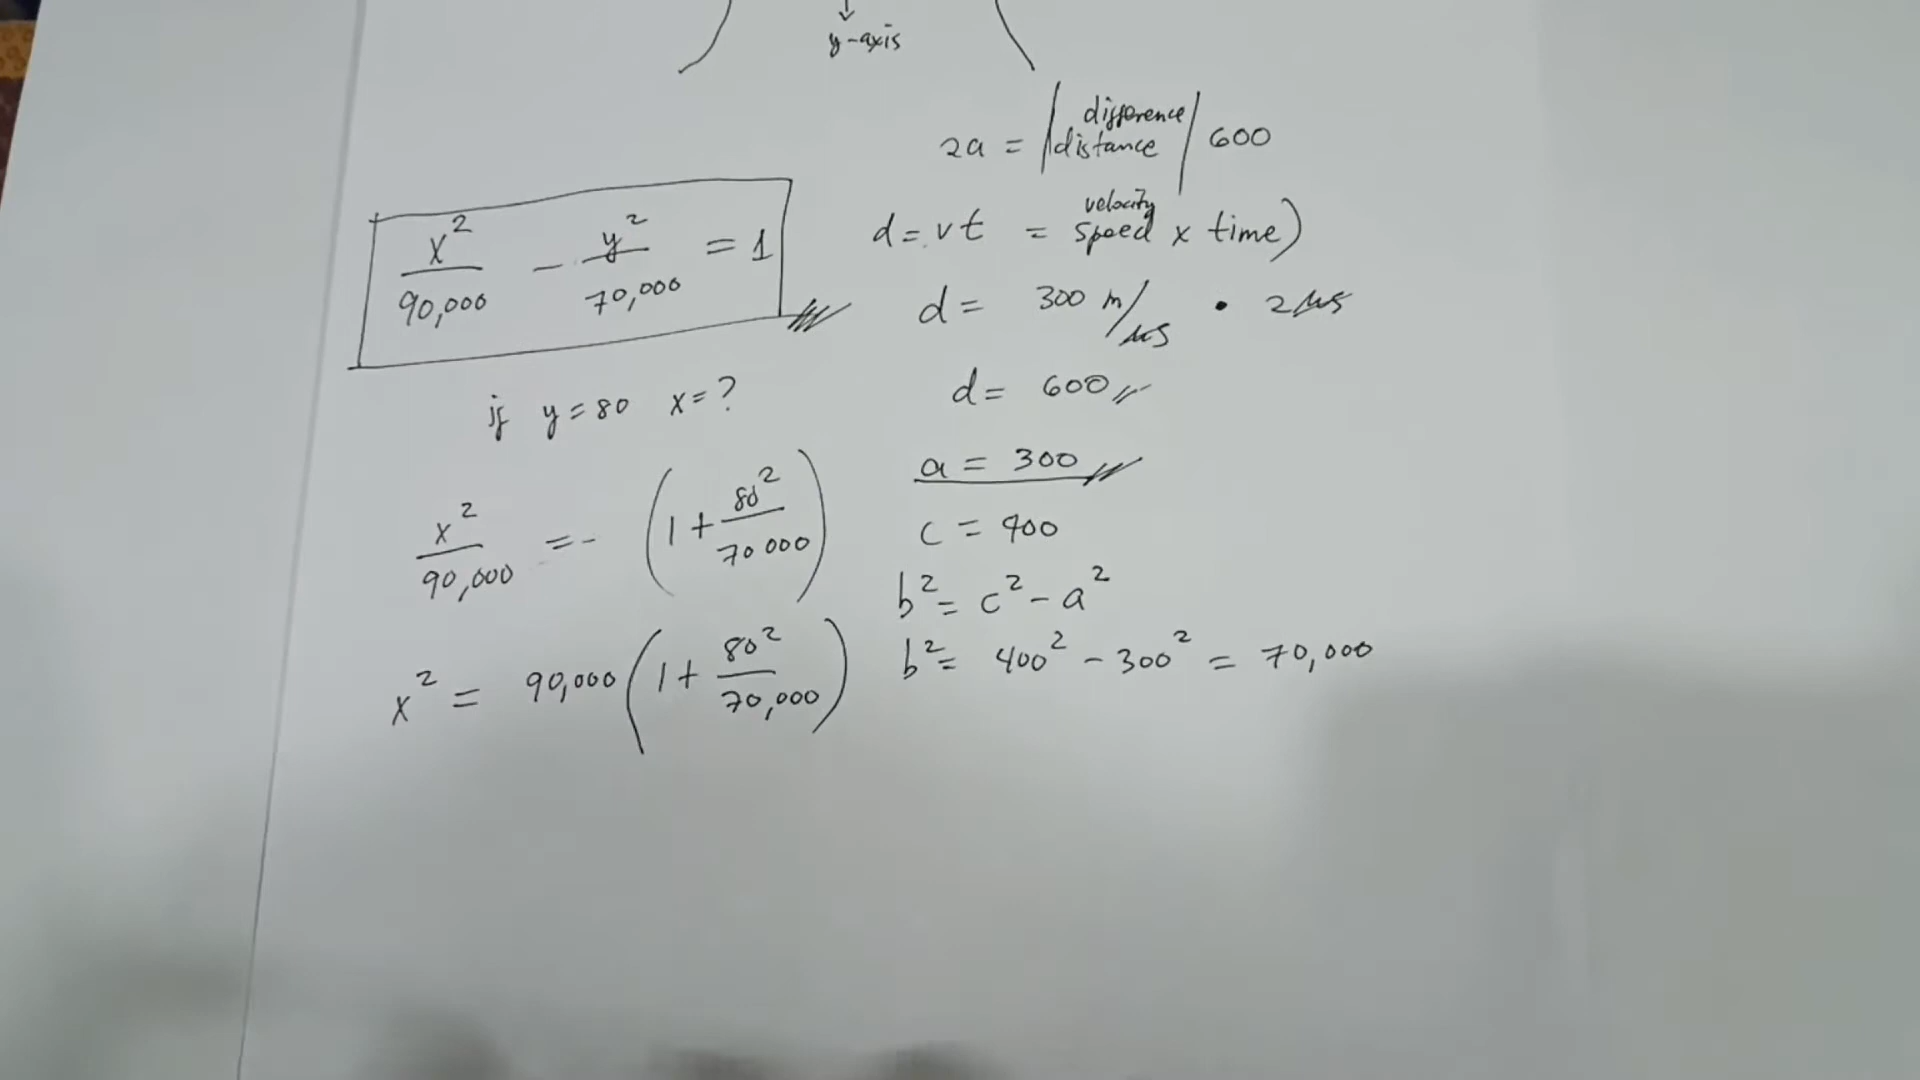 y-axis
2a = | difference distance | 600
x² / 90,000 - y² / 70,000 = 1
d = vt = velocity speed x time)
d = 300 m/μs · 2μs
if y = 80 x = ?
d = 600
a = 300
x² / 90,000 = - (1 + 80² / 70 000)
c = 400
b² = c² - a²
x² = 90,000 (1 + 80² / 70,000)
b² = 400² - 300² = 70,000